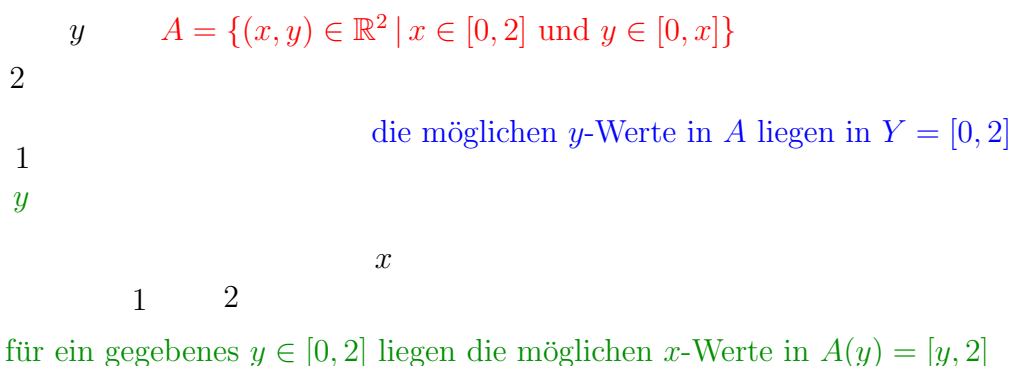 y A = {(x, y) ∈ ℝ² | x ∈ [0, 2] und y ∈ [0, x]}
2
die möglichen y-Werte in A liegen in Y = [0, 2]
1
y
x
1 2
für ein gegebenes y ∈ [0, 2] liegen die möglichen x-Werte in A(y) = [y, 2]